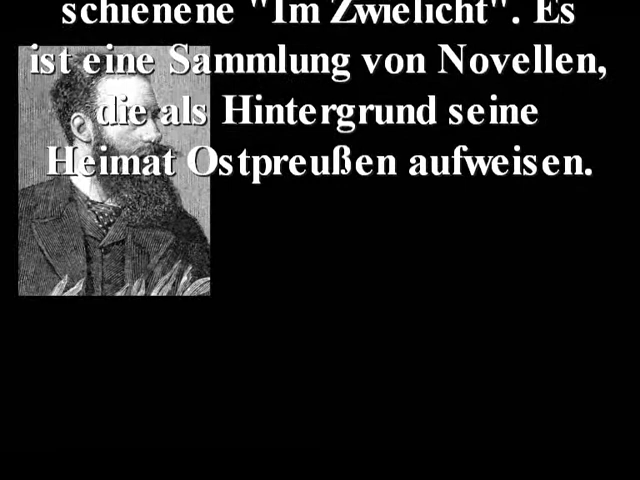 schienene "Im Zwielicht". Es
ist eine Sammlung von Novellen,
die als Hintergrund seine
Heimat Ostpreußen aufweisen.